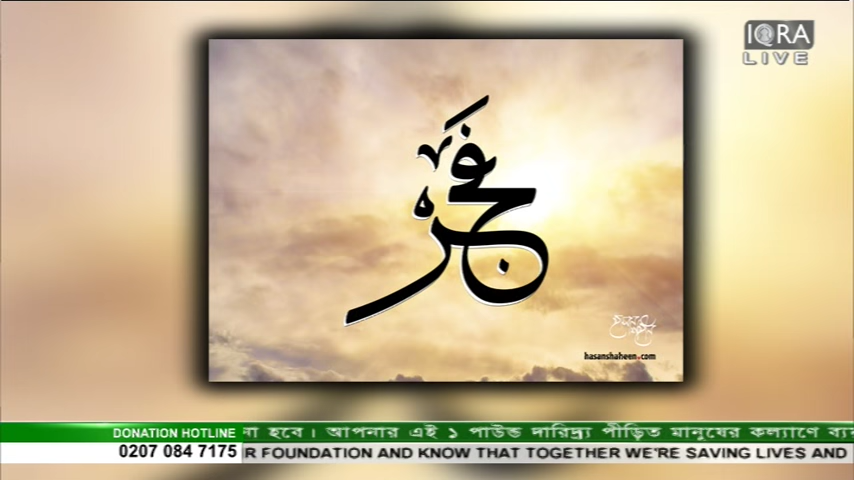 IQRA
LIVE
فَجْر
hasanshaheen.com
DONATION HOTLINE
না হবে। আপনার এই ১ পাউন্ড দারিদ্র্য পীড়িত মানুষের কল্যাণে ব্যব
0207 084 7175
R FOUNDATION AND KNOW THAT TOGETHER WE'RE SAVING LIVES AND